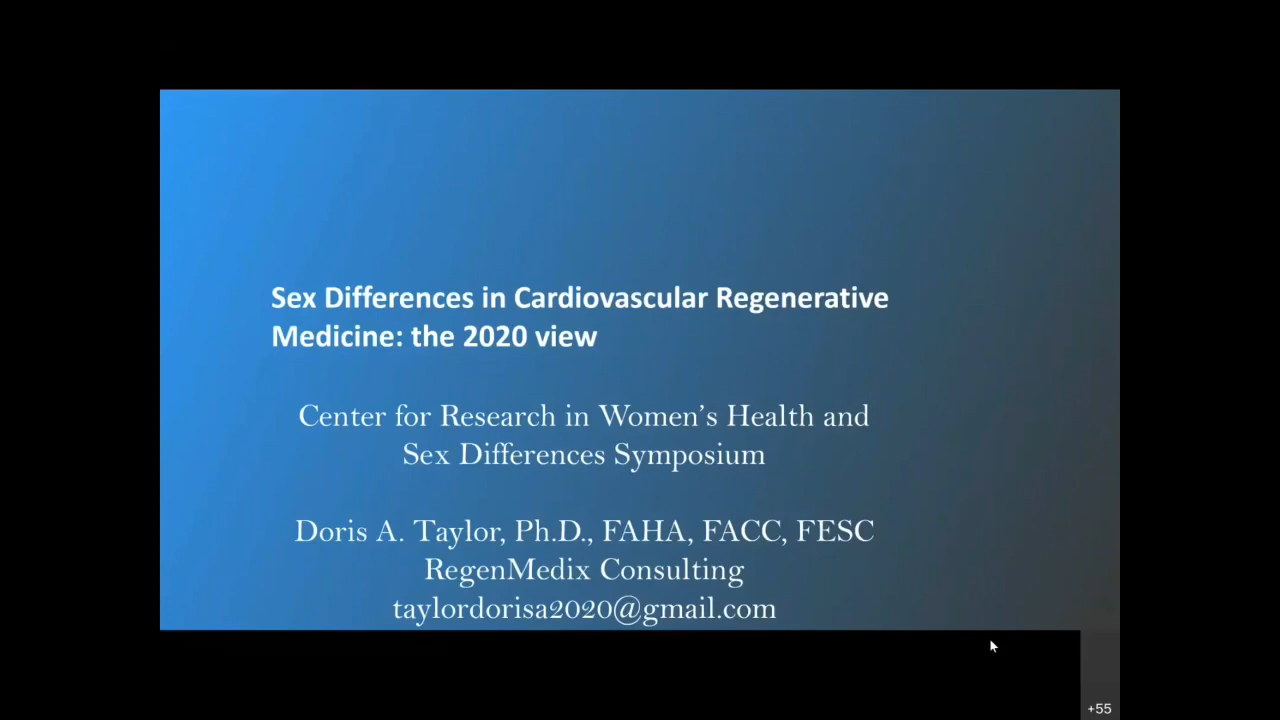 Sex Differences in Cardiovascular Regenerative
Medicine: the 2020 view
Center for Research in Women’s Health and
Sex Differences Symposium
Doris A. Taylor, Ph.D., FAHA, FACC, FESC
RegenMedix Consulting
taylordorisa2020@gmail.com
+55